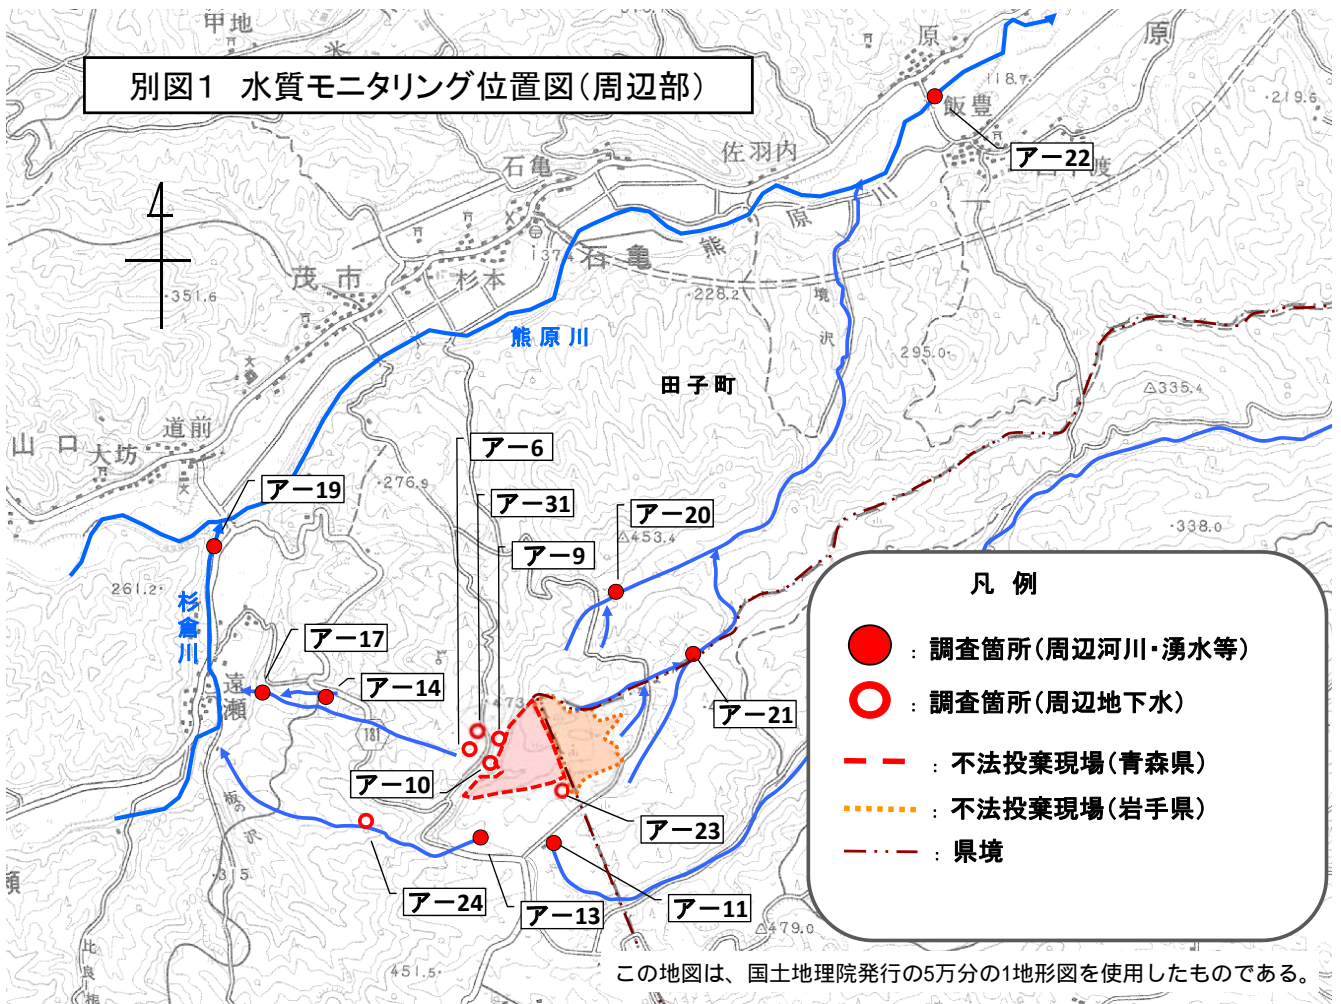 甲地
米
原
原
別図1 水質モニタリング位置図(周辺部)
118.7
219.6
飯豊
佐羽内
アー22
石亀
熊原川
137.4
石亀
茂市
杉本
・351.6
・228.2
境沢
熊原川
295.0・
田子町
△335.4
道前
山口
大坊
アー6
・276.9
アー19
アー31
アー20
△453.4
・338.0
アー9
261.2・
杉倉川
アー17
遠瀬
アー14
・473
181
アー21
アー10
アー23
・315
アー24
アー13
アー11
△479.0
451.5・
凡 例
: 調査箇所(周辺河川・湧水等)
: 調査箇所(周辺地下水)
: 不法投棄現場(青森県)
: 不法投棄現場(岩手県)
: 県境
この地図は、国土地理院発行の5万分の1地形図を使用したものである。